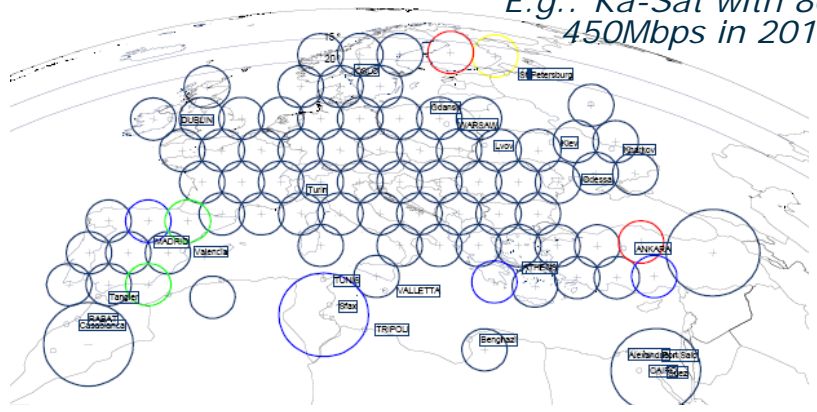 E.g.: Ka-Sat with 8
450Mbps in 201
15°
20°
OSLO
St Petersburg
DUBLIN
Gdansk
WARSAW
Lvov
Kiev
Kharkov
Turin
Odessa
MADRID
Valencia
ANKARA
ATHENS
TUNIS
VALLETTA
Tangier
Sfax
RABAT
Casablanca
TRIPOLI
Benghazi
Alexandria
Port Said
CAIRO
Suez